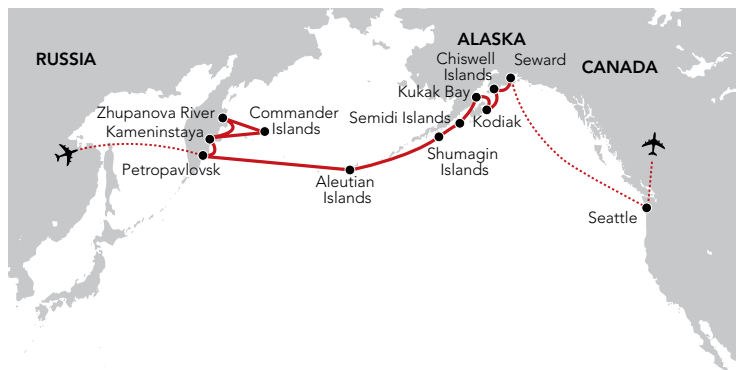 RUSSIA
ALASKA
CANADA
Chiswell
Islands
Seward
Kukak Bay
Kodiak
Semidi Islands
Shumagin
Islands
Zhupanova River
Kameninstaya
Commander
Islands
Petropavlovsk
Aleutian
Islands
Seattle